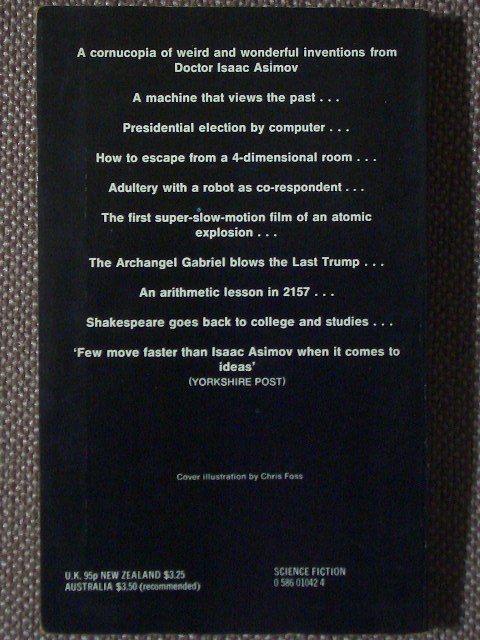 A cornucopia of weird and wonderful inventions from
Doctor Isaac Asimov
A machine that views the past . . .
Presidential election by computer . . .
How to escape from a 4-dimensional room . . .
Adultery with a robot as co-respondent . . .
The first super-slow-motion film of an atomic
explosion . . .
The Archangel Gabriel blows the Last Trump . . .
An arithmetic lesson in 2157 . . .
Shakespeare goes back to college and studies . . .
‘Few move faster than Isaac Asimov when it comes to
ideas’
(YORKSHIRE POST)
Cover illustration by Chris Foss
U.K. 95p NEW ZEALAND $3.25
AUSTRALIA $3.50 (recommended)
SCIENCE FICTION
0 586 01042 4